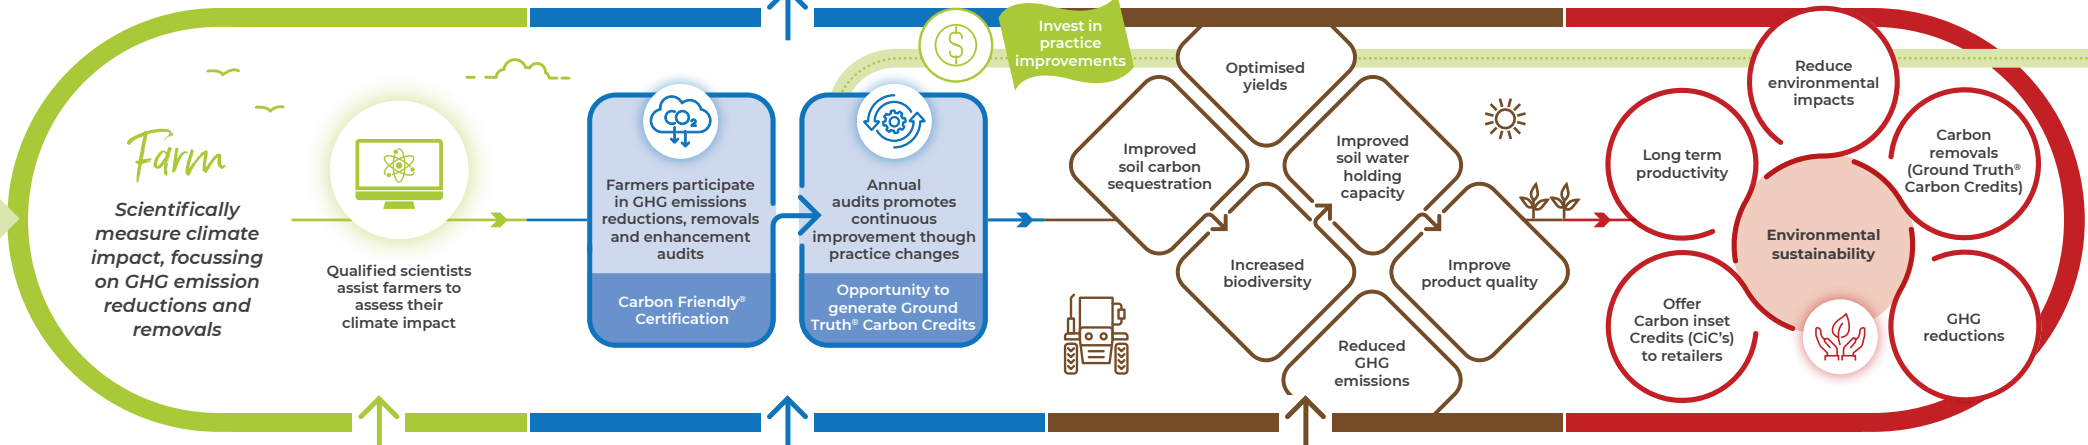 Farm
Scientifically
measure climate
impact, focussing
on GHG emission
reductions and
removals
Qualified scientists
assist farmers to
assess their
climate impact
CO2
Farmers participate
in GHG emissions
reductions, removals
and enhancement
audits
Carbon Friendly®
Certification
Annual
audits promotes
continuous
improvement though
practice changes
Opportunity to
generate Ground
Truth® Carbon Credits
$
Invest in
practice
improvements
Optimised
yields
Improved
soil carbon
sequestration
Improved
soil water
holding
capacity
Increased
biodiversity
Improve
product quality
Reduced
GHG
emissions
Long term
productivity
Reduce
environmental
impacts
Carbon
removals
(Ground Truth®
Carbon Credits)
Environmental
sustainability
Offer
Carbon inset
Credits (CiC's)
to retailers
GHG
reductions